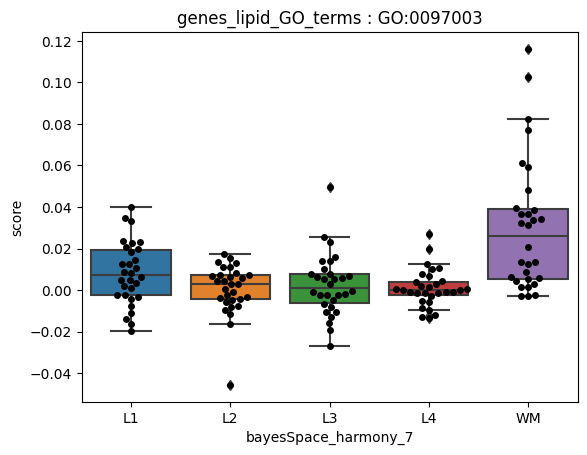 genes_lipid_GO_terms : GO:0097003
0.12
0.10
0.08
0.06
0.04
0.02
0.00
−0.02
−0.04
score
L1 L2 L3 L4 WM
bayesSpace_harmony_7